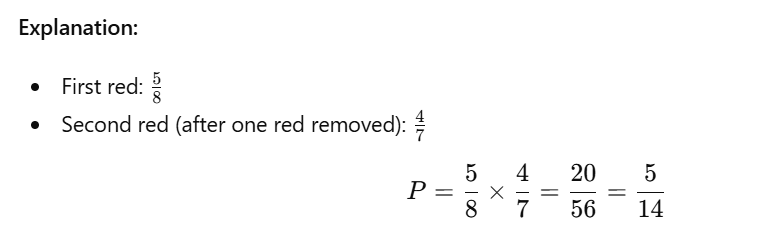 Explanation:
• First red: 5/8
• Second red (after one red removed): 4/7
P = 5/8 × 4/7 = 20/56 = 5/14